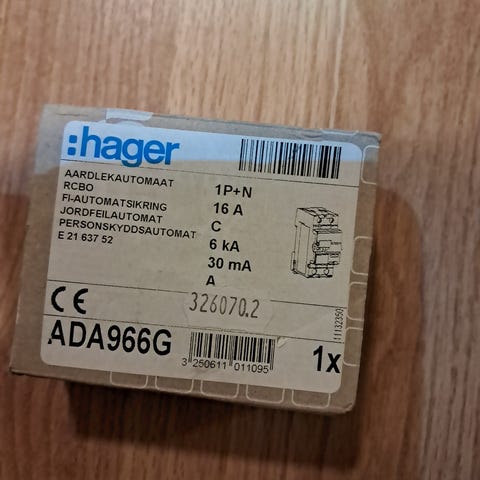 :hager
AARDLEKAUTOMAAT
RCBO
FI-AUTOMATSIKRING
JORDFEILAUTOMAT
PERSONSKYDDSAUTOMAT
E 21 637 52
1P+N
16 A
C
6 kA
30 mA
A
CE
326070.2
11132350
ADA966G
3 250611 011095
1x